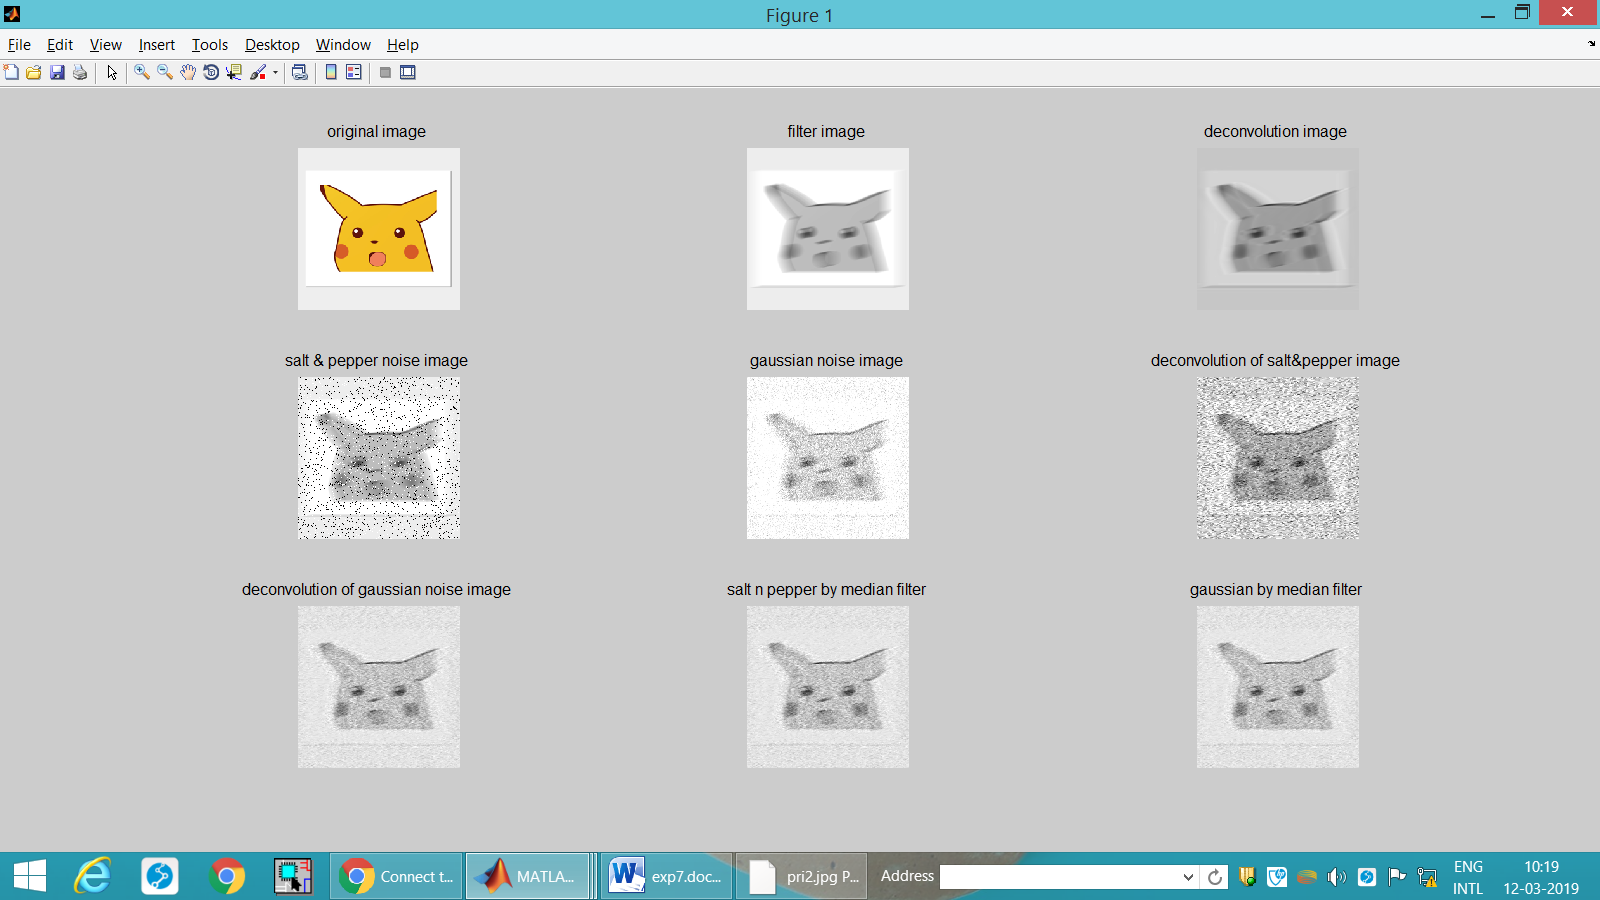 Figure 1
File Edit View Insert Tools Desktop Window Help
original image
filter image
deconvolution image
salt & pepper noise image
gaussian noise image
deconvolution of salt&pepper image
deconvolution of gaussian noise image
salt n pepper by median filter
gaussian by median filter
Connect t...
MATLA...
exp7.doc...
pri2.jpg P...
Address
ENG
INTL
10:19
12-03-2019